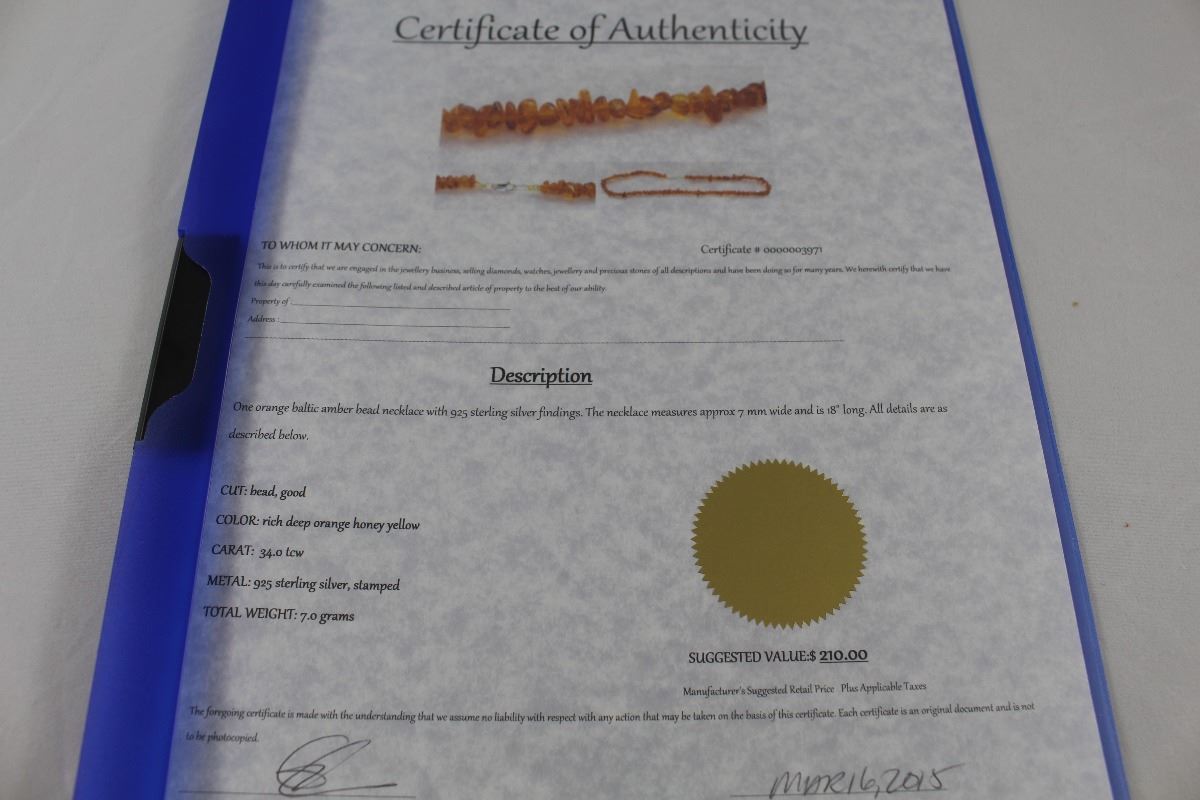 Certificate of Authenticity
TO WHOM IT MAY CONCERN:
Certificate # 0000003971
This is to certify that we are engaged in the jewellery business, selling diamonds, watches, jewellery and precious stones of all descriptions and have been doing so for many years. We herewith certify that we have
this day carefully examined the following listed and described article of property to the best of our ability.
Property of
Address :
Description
One orange baltic amber bead necklace with 925 sterling silver findings. The necklace measures approx 7 mm wide and is 18" long. All details are as
described below.
CUT: bead, good
COLOR: rich deep orange honey yellow
CARAT: 34.0 tcw
METAL: 925 sterling silver, stamped
TOTAL WEIGHT: 7.0 grams
SUGGESTED VALUE:$ 210.00
Manufacturer's Suggested Retail Price Plus Applicable Taxes
The foregoing certificate is made with the understanding that we assume no liability with respect with any action that may be taken on the basis of this certificate. Each certificate is an original document and is not
to be photocopied.
MAR 16, 2015